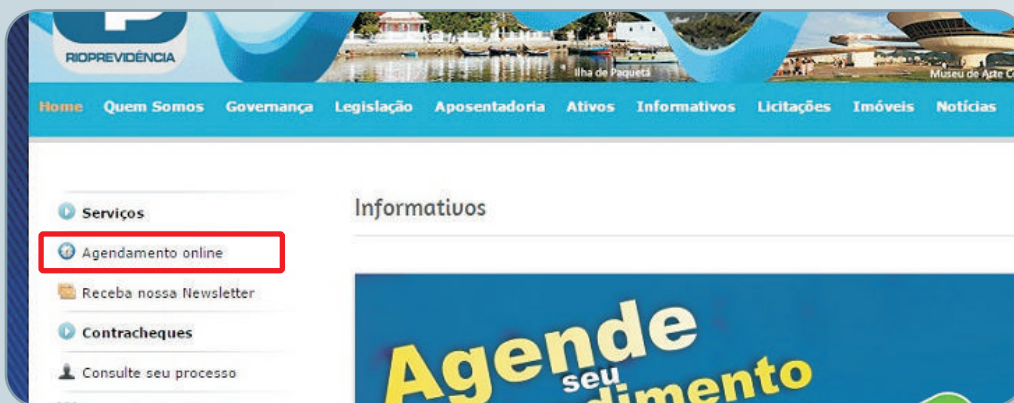 RIOPREVIDÊNCIA
Ilha de Paquetá
Museu de Arte
Home Quem Somos Governança Legislação Aposentadoria Ativos Informativos Licitações Imóveis Notícias
Serviços
Agendamento online
Receba nossa Newsletter
Contracheques
Consulte seu processo
Informativos
Agende
seu